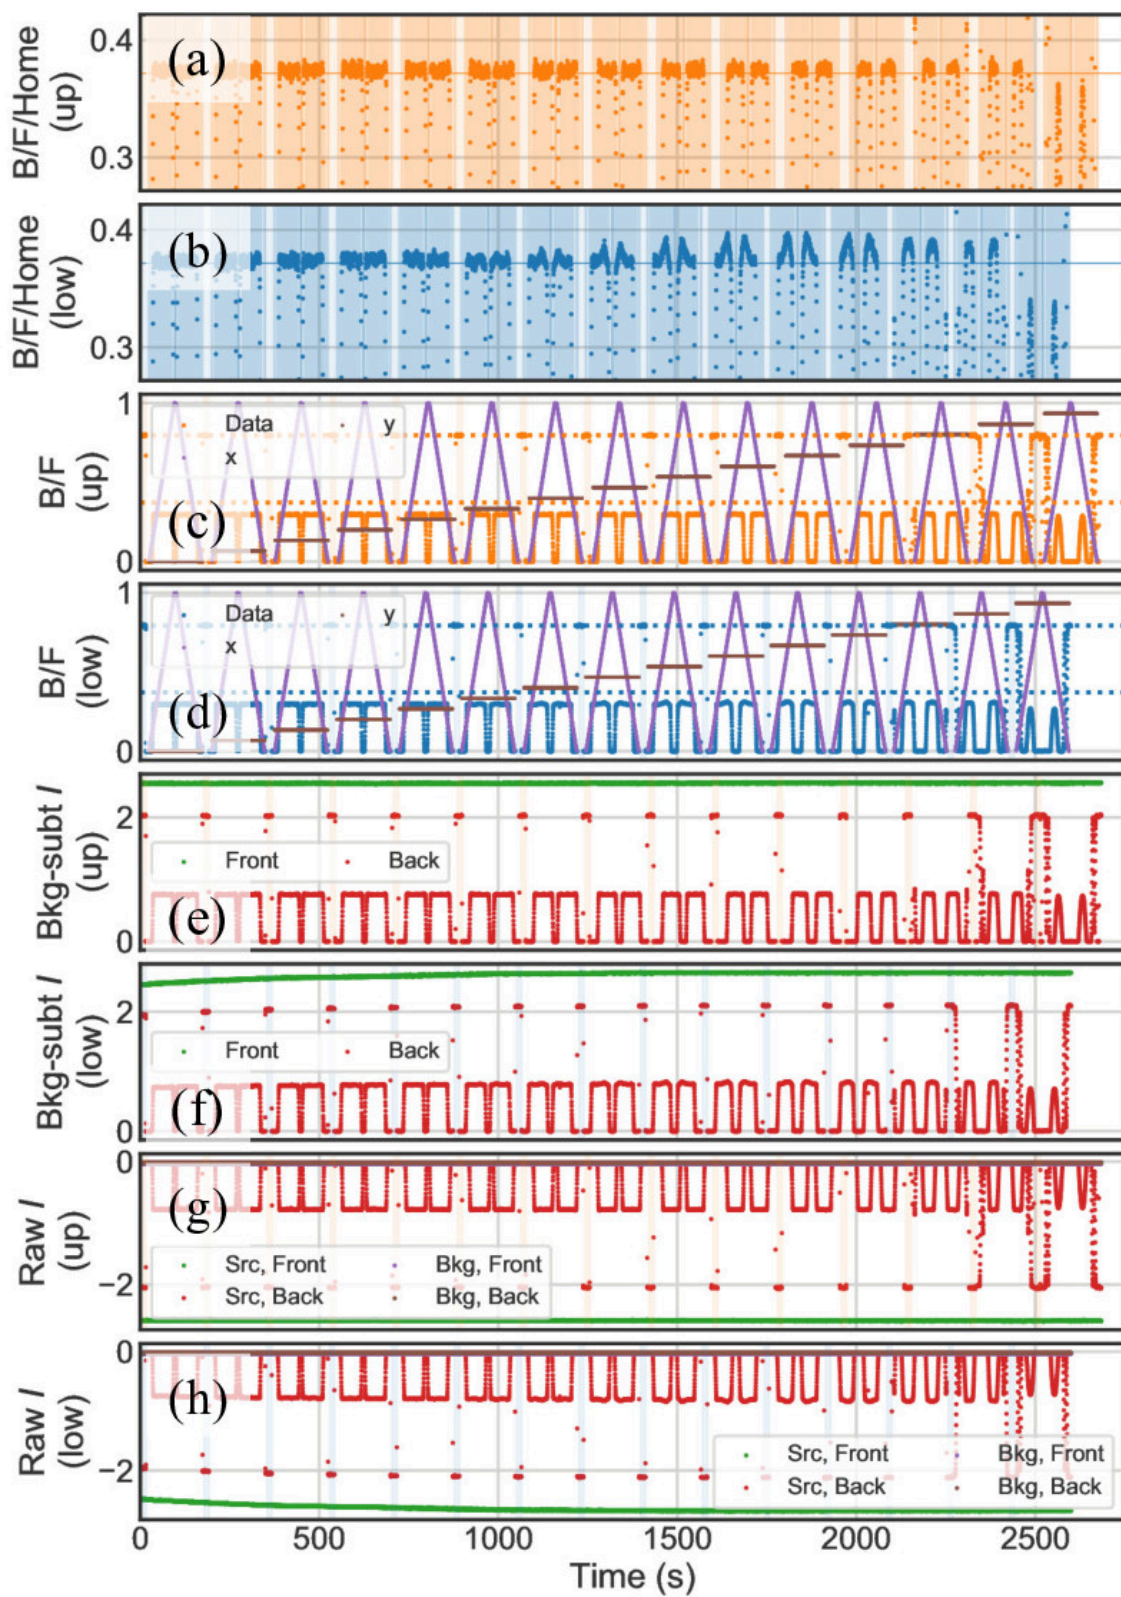 B/F/Home
(up)
0.4
0.3
(a)
B/F/Home
(low)
0.4
0.3
(b)
B/F
(up)
1
0
Data
y
x
(c)
B/F
(low)
1
0
Data
y
x
(d)
Bkg-subt I
(up)
2
0
Front
Back
(e)
Bkg-subt I
(low)
2
0
Front
Back
(f)
Raw I
(up)
0
−2
(g)
Src, Front
Bkg, Front
Src, Back
Bkg, Back
Raw I
(low)
0
−2
(h)
Src, Front
Bkg, Front
Src, Back
Bkg, Back
0 500 1000 1500 2000 2500
Time (s)